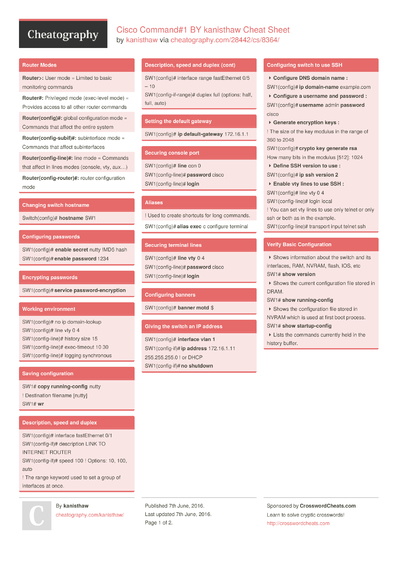 Cheatography
Cisco Command#1 BY kanisthaw Cheat Sheet
by kanisthaw via cheatography.com/28442/cs/8364/
Router Modes
Router>: User mode = Limited to basic
monitoring commands
Router#: Privileged mode (exec-level mode) =
Provides access to all other router commands
Router(config)#: global configuration mode =
Commands that affect the entire system
Router(config-subif)#: subinterface mode =
Commands that affect subinterfaces
Router(config-line)#: line mode = Commands
that affect in lines modes (console, vty, aux…)
Router(config-router)#: router configuration
mode
Changing switch hostname
Switch(config)# hostname SW1
Configuring passwords
SW1(config)# enable secret nutty !MD5 hash
SW1(config)# enable password 1234
Encrypting passwords
SW1(config)# service password-encryption
Working environment
SW1(config)# no ip domain-lookup
SW1(config)# line vty 0 4
SW1(config-line)# history size 15
SW1(config-line)# exec-timeout 10 30
SW1(config-line)# logging synchronous
Saving configuration
SW1# copy running-config nutty
! Destination filename [nutty]
SW1# wr
Description, speed and duplex
SW1(config)# interface fastEthernet 0/1
SW1(config-if)# description LINK TO
INTERNET ROUTER
SW1(config-if)# speed 100 ! Options: 10, 100,
auto
! The range keyword used to set a group of
interfaces at once.
Description, speed and duplex (cont)
SW1(config)# interface range fastEthernet 0/5
– 10
SW1(config-if-range)# duplex full (options: half,
full, auto)
Setting the default gateway
SW1(config)# ip default-gateway 172.16.1.1
Securing console port
SW1(config)# line con 0
SW1(config-line)# password cisco
SW1(config-line)# login
Aliases
! Used to create shortcuts for long commands.
SW1(config)# alias exec c configure terminal
Securing terminal lines
SW1(config)# line vty 0 4
SW1(config-line)# password cisco
SW1(config-line)# login
Configuring banners
SW1(config)# banner motd $
Giving the switch an IP address
SW1(config)# interface vlan 1
SW1(config-if)# ip address 172.16.1.11
255.255.255.0 ! or DHCP
SW1(config-if)# no shutdown
Configuring switch to use SSH
Configure DNS domain name :
SW1(config)# ip domain-name example.com
Configure a username and password :
SW1(config)# username admin password
cisco
Generate encryption keys :
! The size of the key modulus in the range of
360 to 2048
SW1(config)# crypto key generate rsa
How many bits in the modulus [512]: 1024
Define SSH version to use :
SW1(config)# ip ssh version 2
Enable vty lines to use SSH :
SW1(config)# line vty 0 4
SW1(config-line)# login local
! You can set vty lines to use only telnet or only
ssh or both as in the example.
SW1(config-line)# transport input telnet ssh
Verify Basic Configuration
Shows information about the switch and its
interfaces, RAM, NVRAM, flash, IOS, etc
SW1# show version
Shows the current configuration file stored in
DRAM.
SW1# show running-config
Shows the configuration file stored in
NVRAM which is used at first boot process.
SW1# show startup-config
Lists the commands currently held in the
history buffer.
C
By kanisthaw
cheatography.com/kanisthaw/
Published 7th June, 2016.
Last updated 7th June, 2016.
Page 1 of 2.
Sponsored by CrosswordCheats.com
Learn to solve cryptic crosswords!
http://crosswordcheats.com